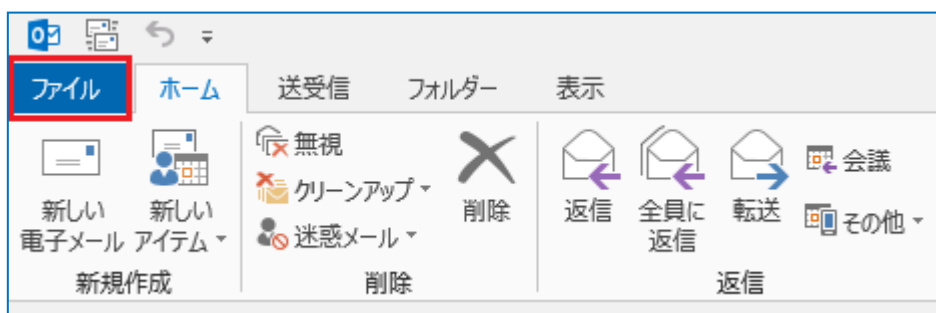 ファイル ホーム 送受信 フォルダー 表示
新しい
電子メール
新しい
アイテム
新規作成
無視
クリーンアップ
迷惑メール
削除
削除
返信
全員に
返信
転送
会議
その他
返信